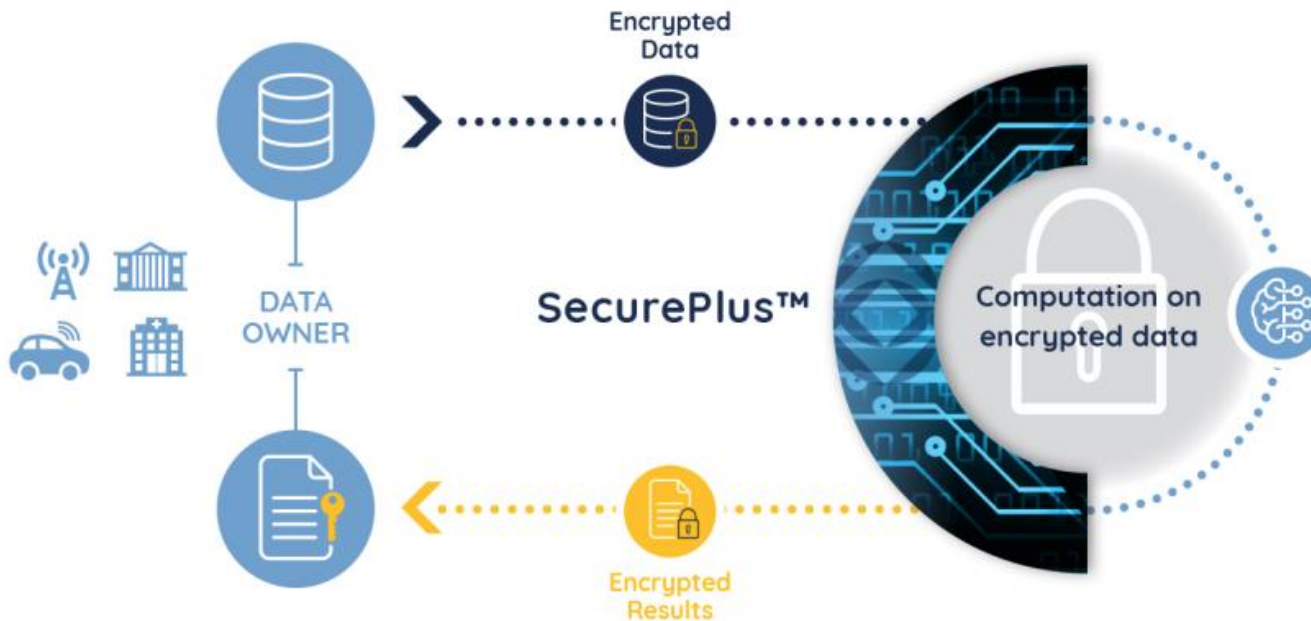 Encrypted
Data
DATA
OWNER
SecurePlus™
Computation on
encrypted data
Encrypted
Results